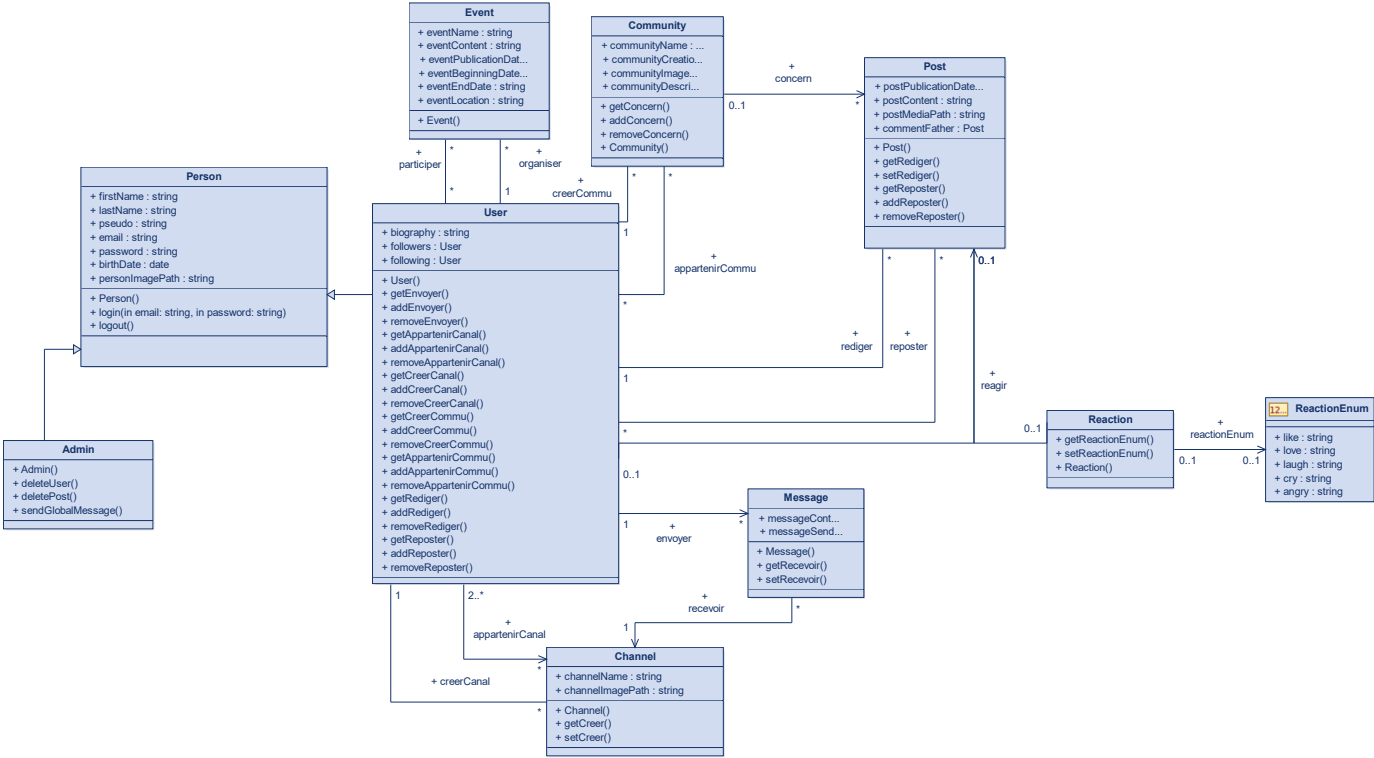 Event
+ eventName : string
+ eventContent : string
+ eventPublicationDat...
+ eventBeginningDate...
+ eventEndDate : string
+ eventLocation : string
+ Event()
Community
+ communityName : ...
+ communityCreatio...
+ communityImage...
+ communityDescri...
+ getConcern()
+ addConcern()
+ removeConcern()
+ Community()
+
concern
0..1
*
Post
+ postPublicationDate...
+ postContent : string
+ postMediaPath : string
+ commentFather : Post
+ Post()
+ getRediger()
+ setRediger()
+ getReposter()
+ addReposter()
+ removeReposter()
+
participer
*
*
*
1
+
organiser
+
creerCommu
*
1
*
*
+
appartenirCommu
Person
+ firstName : string
+ lastName : string
+ pseudo : string
+ email : string
+ password : string
+ birthDate : date
+ personImagePath : string
+ Person()
+ login(in email: string, in password: string)
+ logout()
User
+ biography : string
+ followers : User
+ following : User
+ User()
+ getEnvoyer()
+ addEnvoyer()
+ removeEnvoyer()
+ getAppartenirCanal()
+ addAppartenirCanal()
+ removeAppartenirCanal()
+ getCreerCanal()
+ addCreerCanal()
+ removeCreerCanal()
+ getCreerCommu()
+ addCreerCommu()
+ removeCreerCommu()
+ getAppartenirCommu()
+ addAppartenirCommu()
+ removeAppartenirCommu()
+ getRediger()
+ addRediger()
+ removeRediger()
+ getReposter()
+ addReposter()
+ removeReposter()
*
*
0..1
+
rediger
+
reposter
1
*
+
reagir
0..1
0..1
Admin
+ Admin()
+ deleteUser()
+ deletePost()
+ sendGlobalMessage()
Reaction
+ getReactionEnum()
+ setReactionEnum()
+ Reaction()
+
reactionEnum
0..1
0..1
12...
ReactionEnum
+ like : string
+ love : string
+ laugh : string
+ cry : string
+ angry : string
1
*
+
envoyer
Message
+ messageCont...
+ messageSend...
+ Message()
+ getRecevoir()
+ setRecevoir()
1
2..*
+
recevoir
*
1
+
appartenirCanal
*
+ creerCanal
*
Channel
+ channelName : string
+ channelImagePath : string
+ Channel()
+ getCreer()
+ setCreer()